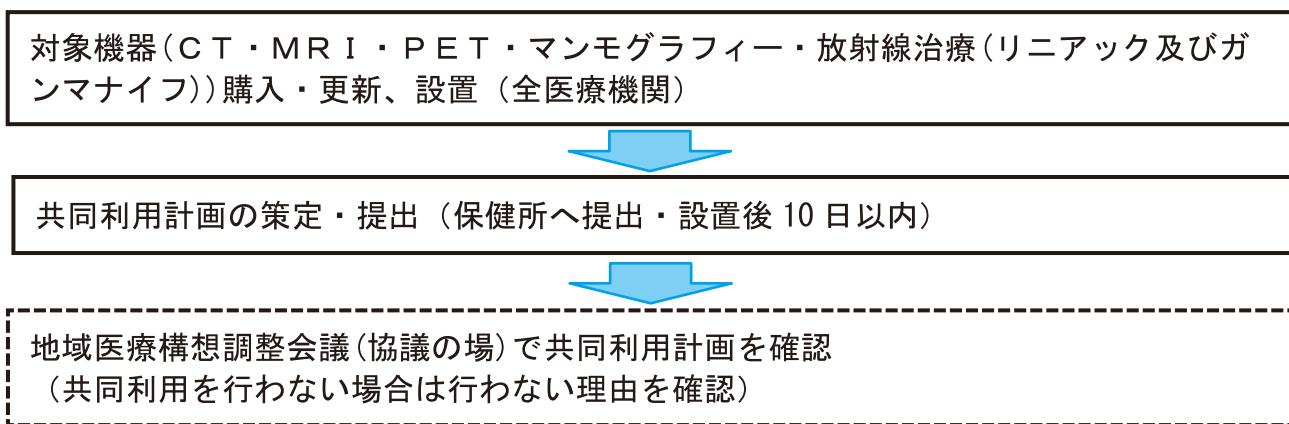 対象機器(ＣＴ・ＭＲＩ・ＰＥＴ・マンモグラフィー・放射線治療(リニアック及びガ
ンマナイフ))購入・更新、設置（全医療機関）
共同利用計画の策定・提出（保健所へ提出・設置後 10 日以内）
地域医療構想調整会議(協議の場)で共同利用計画を確認
（共同利用を行わない場合は行わない理由を確認）